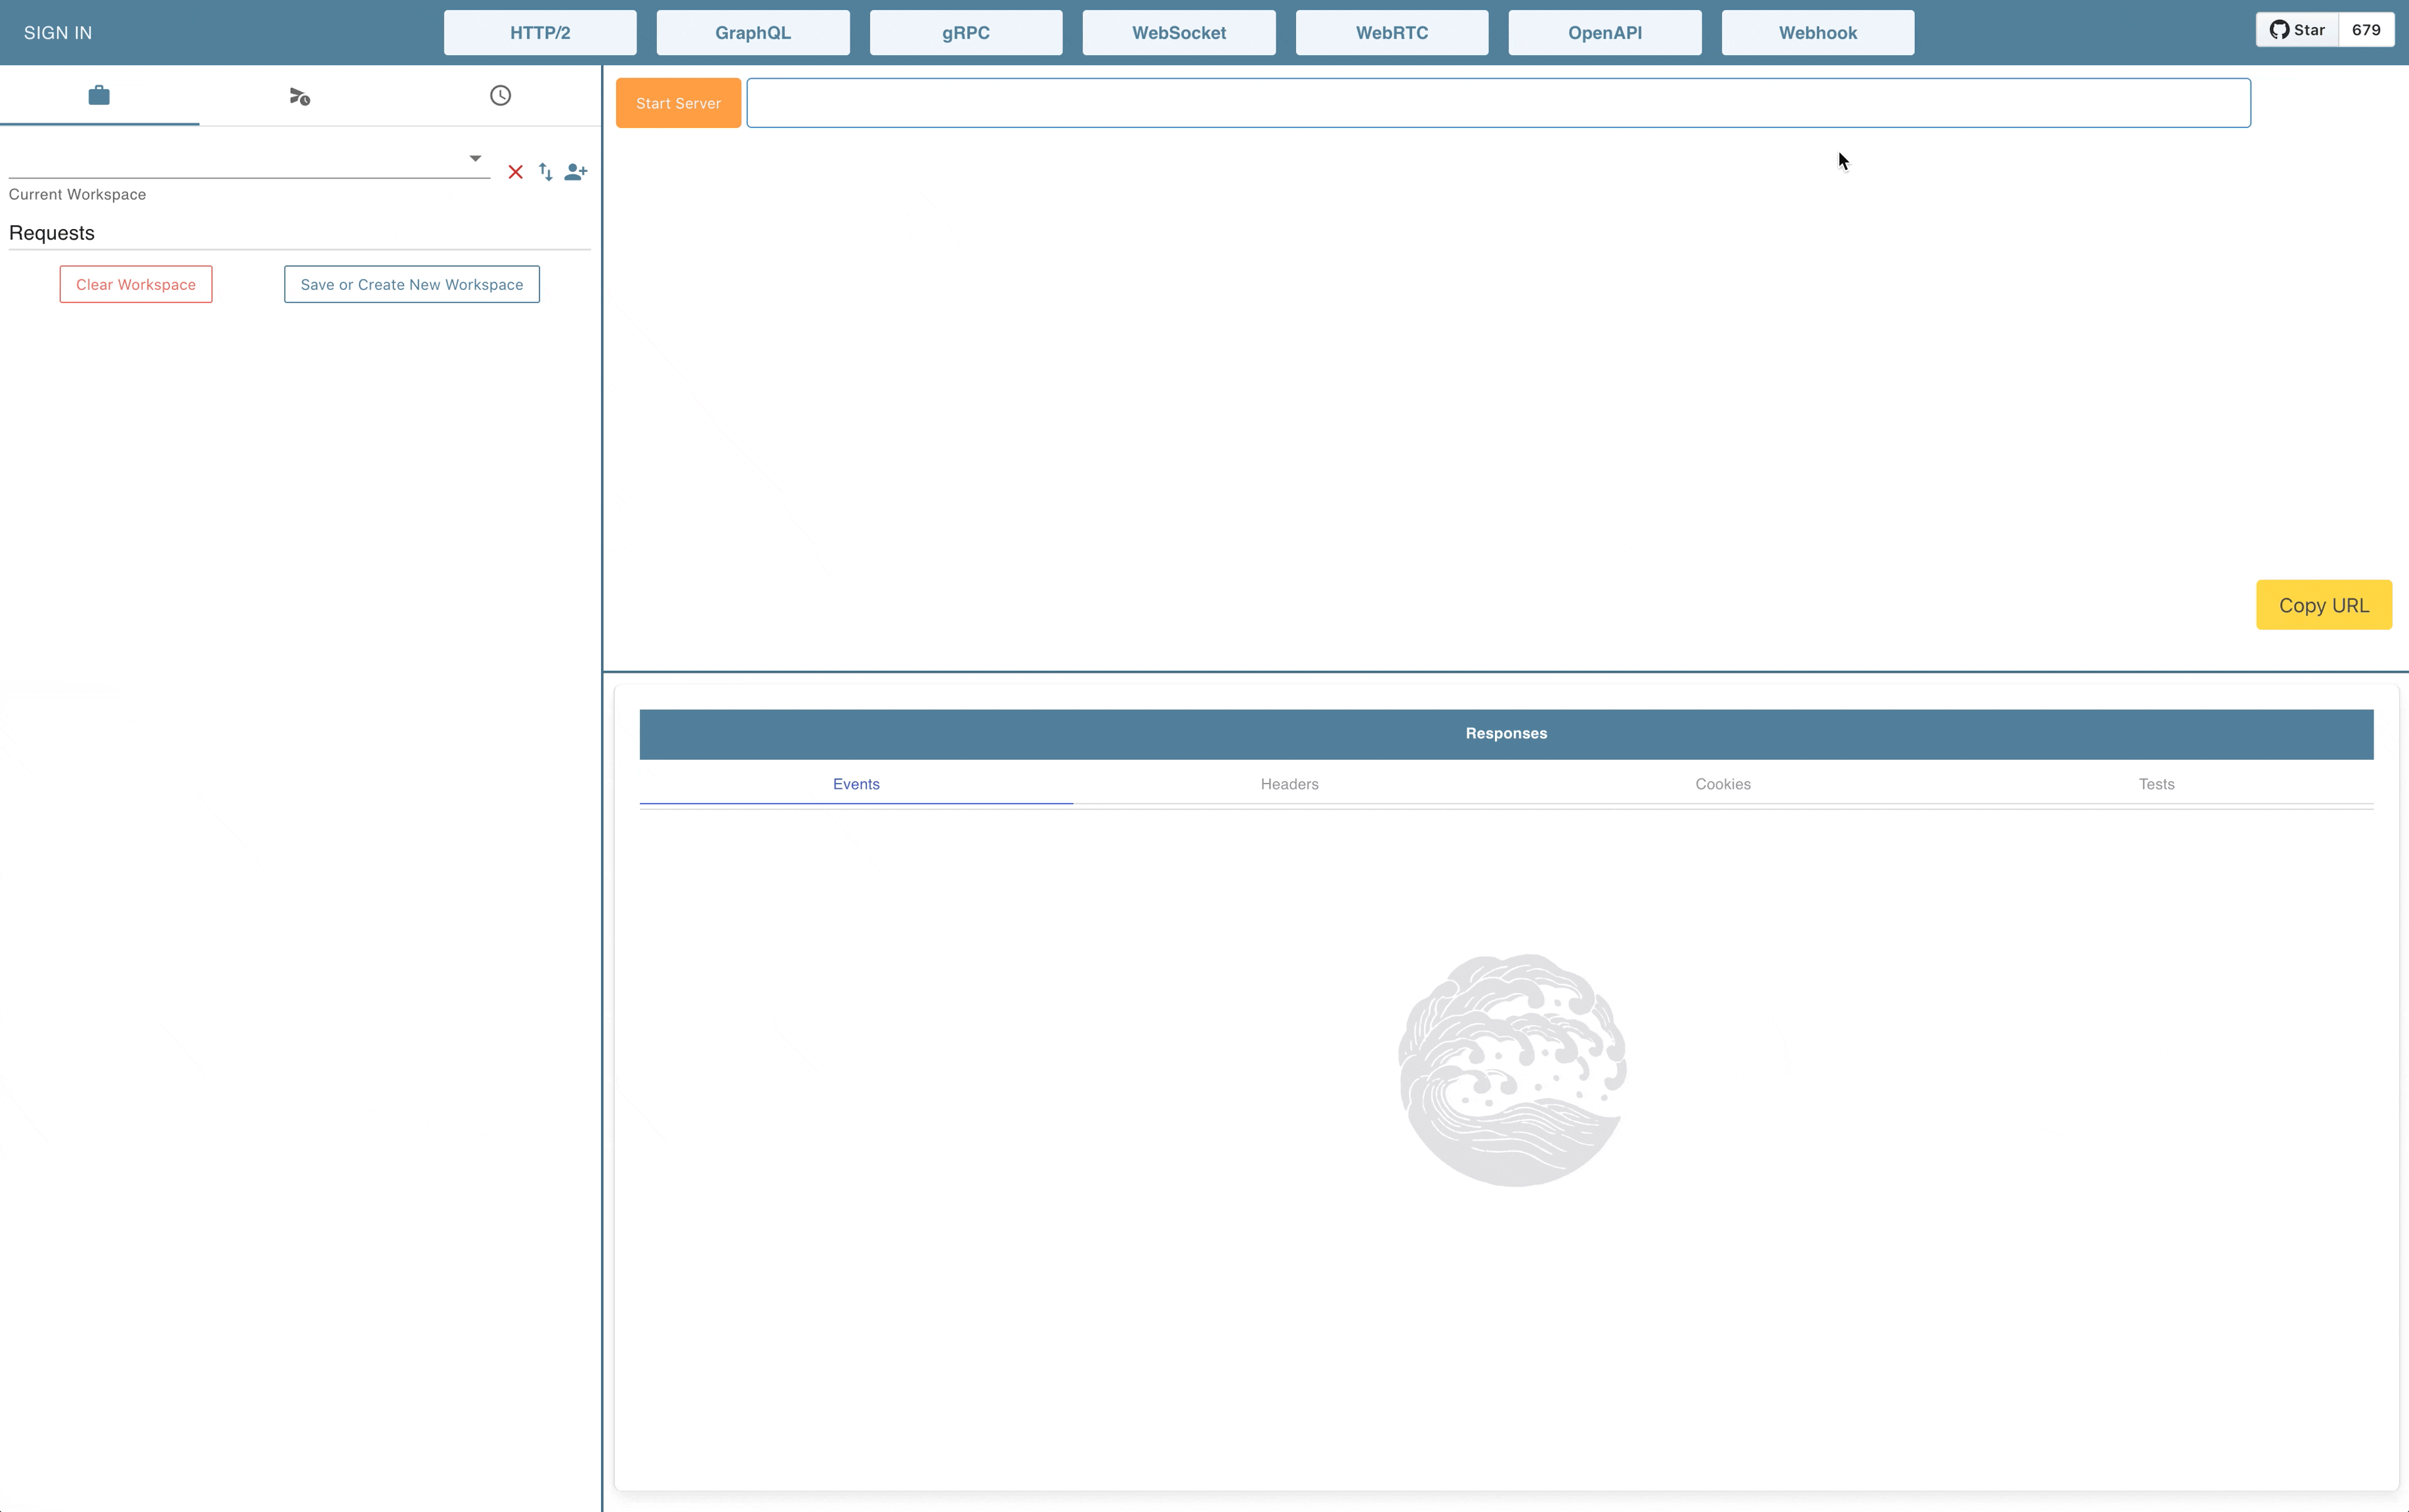 SIGN IN
HTTP/2
GraphQL
gRPC
WebSocket
WebRTC
OpenAPI
Webhook
Star
679
Start Server
Current Workspace
Requests
Clear Workspace
Save or Create New Workspace
Copy URL
Responses
Events
Headers
Cookies
Tests